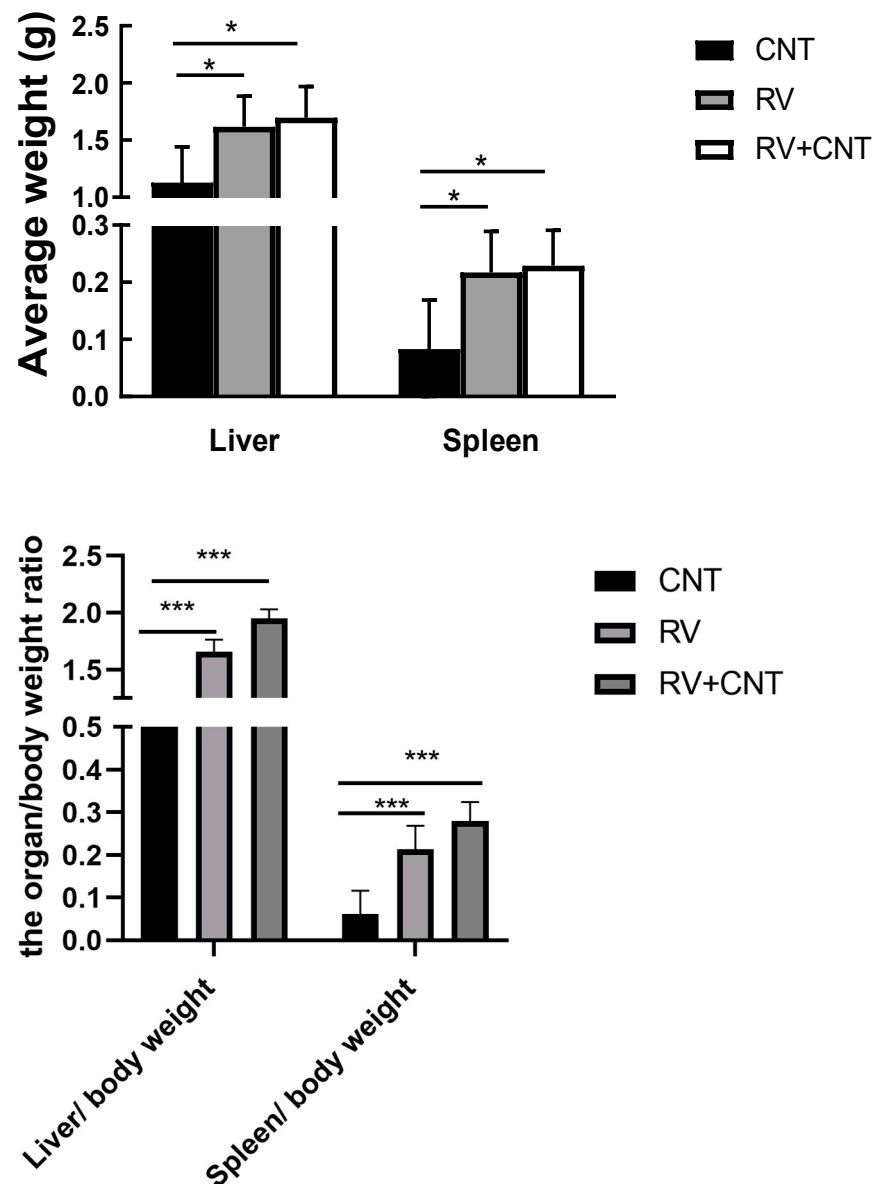 Average weight (g)
2.5
2.0
1.5
1.0
0.3
0.2
0.1
0.0
*
*
*
*
Liver
Spleen
CNT
RV
RV+CNT
the organ/body weight ratio
2.5
2.0
1.5
0.5
0.4
0.3
0.2
0.1
0.0
***
***
***
***
Liver/ body weight
Spleen/ body weight
CNT
RV
RV+CNT